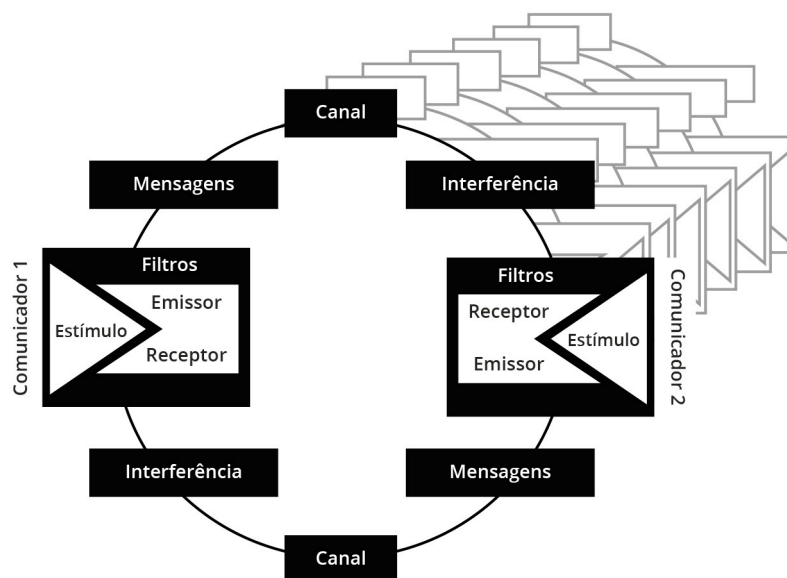 Canal
Mensagens
Interferência
Comunicador 1
Filtros
Estímulo
Emissor
Receptor
Filtros
Receptor
Estímulo
Emissor
Comunicador 2
Interferência
Mensagens
Canal